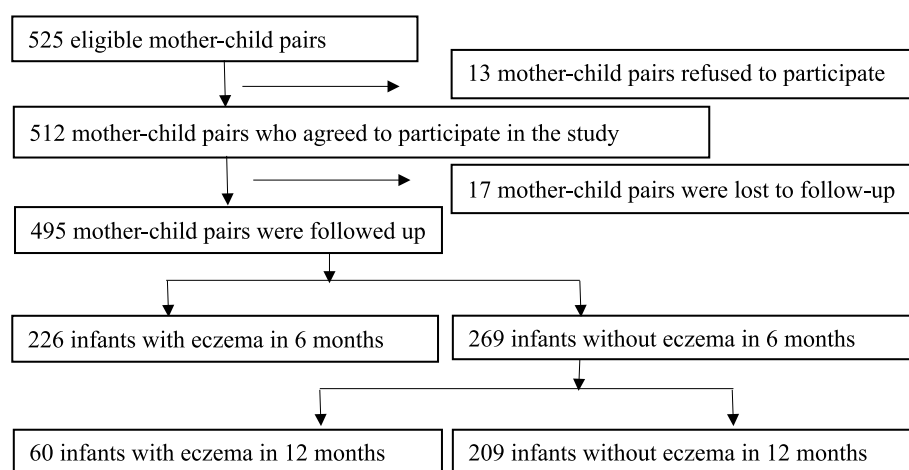 525 eligible mother-child pairs
13 mother-child pairs refused to participate
512 mother-child pairs who agreed to participate in the study
17 mother-child pairs were lost to follow-up
495 mother-child pairs were followed up
226 infants with eczema in 6 months
269 infants without eczema in 6 months
60 infants with eczema in 12 months
209 infants without eczema in 12 months